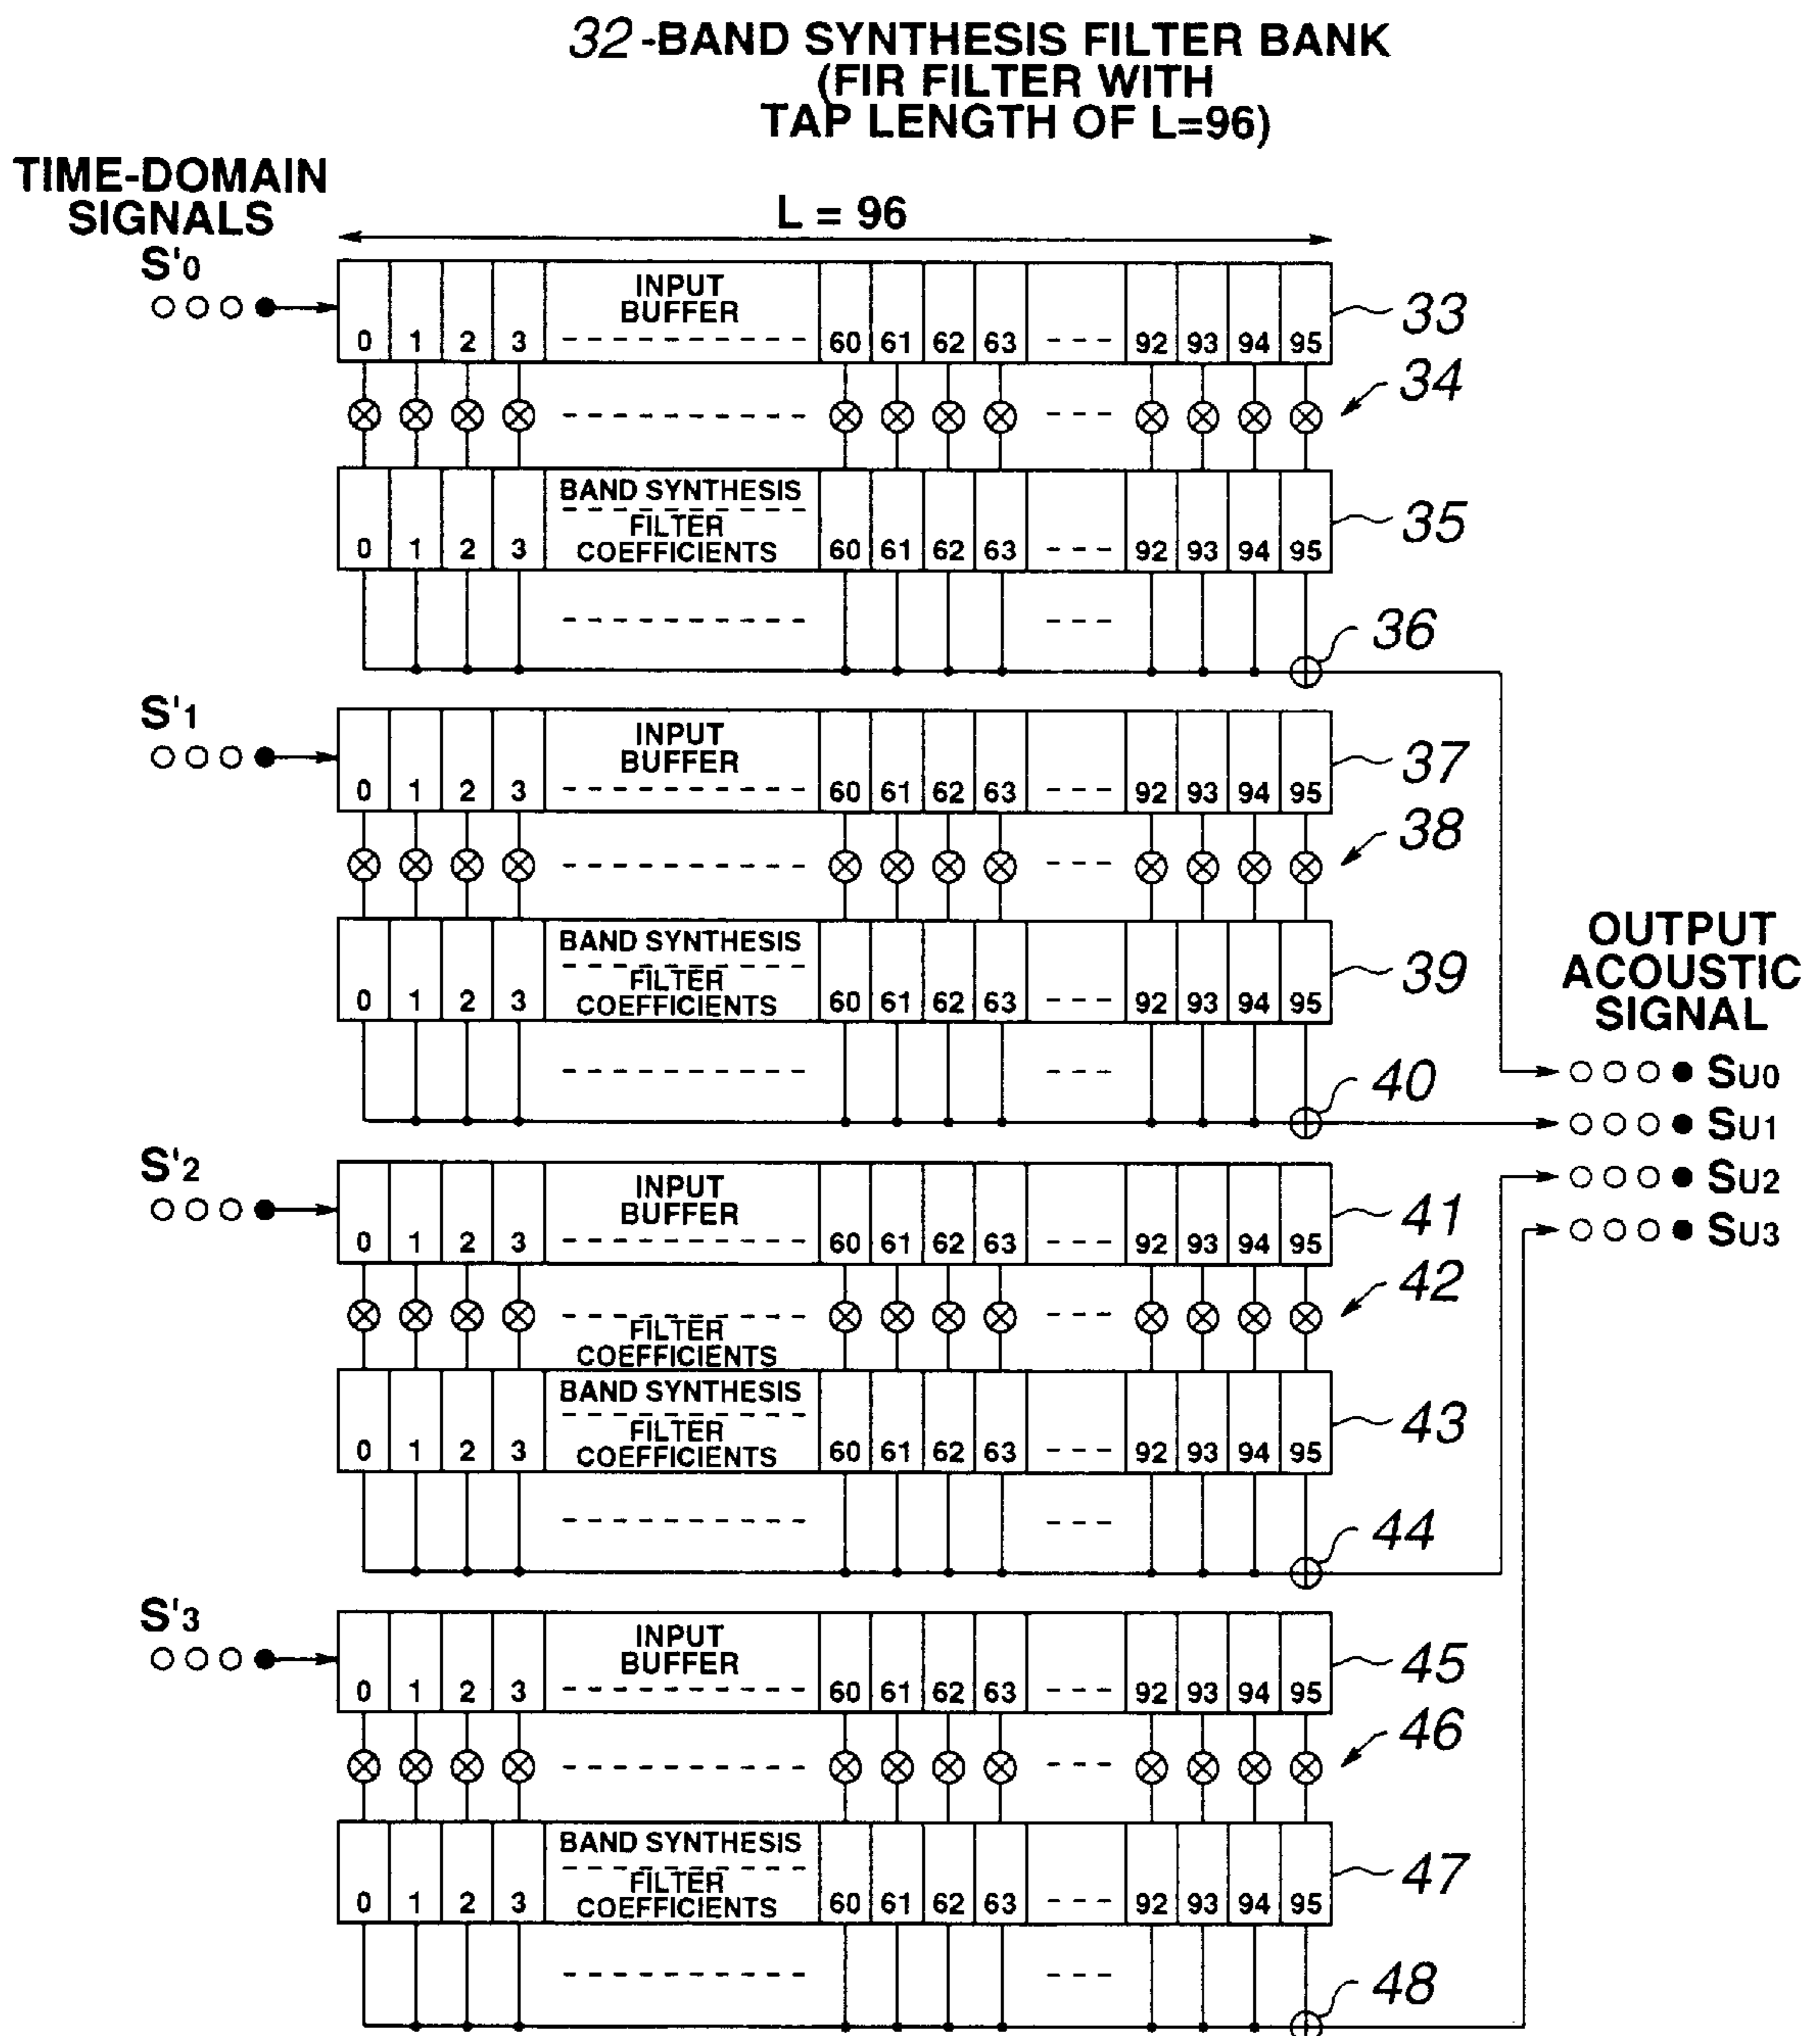 32-BAND SYNTHESIS FILTER BANK
(FIR FILTER WITH
TAP LENGTH OF L=96)
TIME-DOMAIN
SIGNALS
L = 96
S'0
INPUT
BUFFER
0 1 2 3 60 61 62 63 92 93 94 95
33
34
BAND SYNTHESIS
FILTER
COEFFICIENTS
0 1 2 3 60 61 62 63 92 93 94 95
35
36
S'1
INPUT
BUFFER
0 1 2 3 60 61 62 63 92 93 94 95
37
38
BAND SYNTHESIS
FILTER
COEFFICIENTS
0 1 2 3 60 61 62 63 92 93 94 95
39
40
S'2
INPUT
BUFFER
0 1 2 3 60 61 62 63 92 93 94 95
41
42
FILTER
COEFFICIENTS
BAND SYNTHESIS
FILTER
COEFFICIENTS
0 1 2 3 60 61 62 63 92 93 94 95
43
44
S'3
INPUT
BUFFER
0 1 2 3 60 61 62 63 92 93 94 95
45
46
BAND SYNTHESIS
FILTER
COEFFICIENTS
0 1 2 3 60 61 62 63 92 93 94 95
47
48
OUTPUT
ACOUSTIC
SIGNAL
SU0
SU1
SU2
SU3